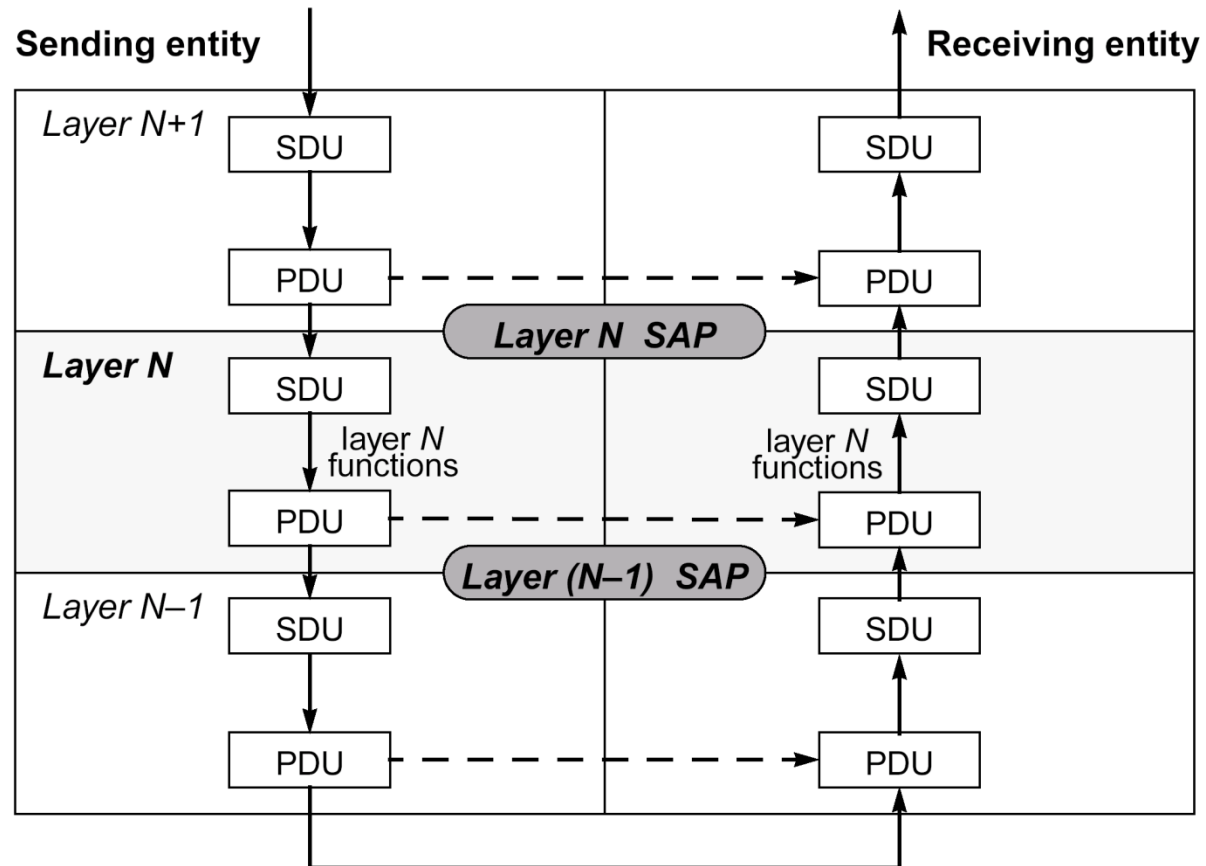 Sending entity
Receiving entity
Layer N+1
SDU
SDU
PDU
PDU
Layer N SAP
Layer N
SDU
SDU
layer N
functions
layer N
functions
PDU
PDU
Layer (N–1) SAP
Layer N–1
SDU
SDU
PDU
PDU